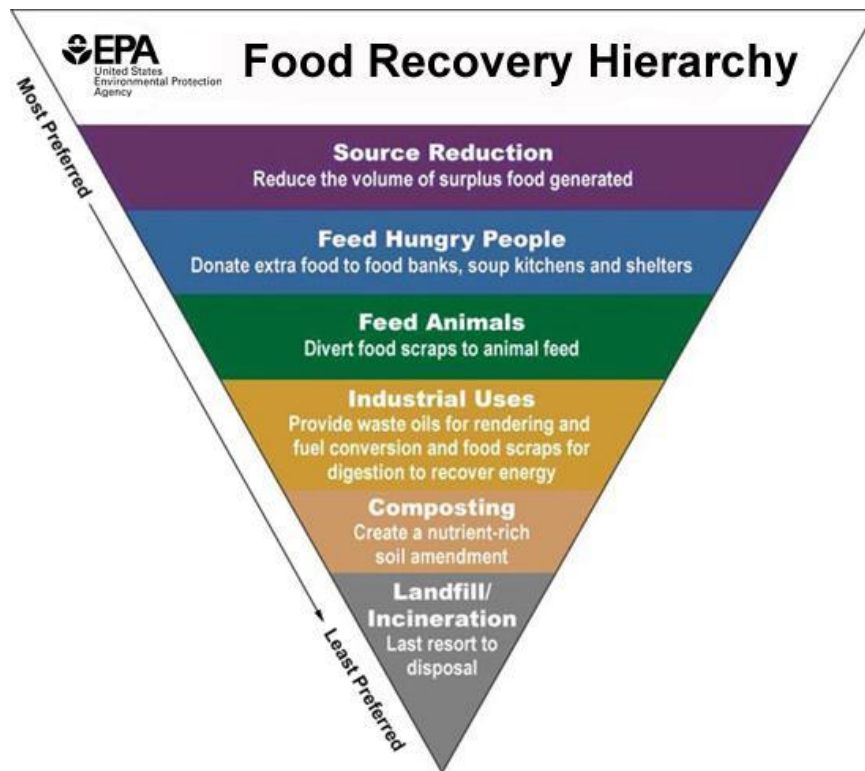 EPA
United States
Environmental Protection
Agency
Food Recovery Hierarchy
Most Preferred
Source Reduction
Reduce the volume of surplus food generated
Feed Hungry People
Donate extra food to food banks, soup kitchens and shelters
Feed Animals
Divert food scraps to animal feed
Industrial Uses
Provide waste oils for rendering and
fuel conversion and food scraps for
digestion to recover energy
Composting
Create a nutrient-rich
soil amendment
Landfill/
Incineration
Last resort to
disposal
Least Preferred